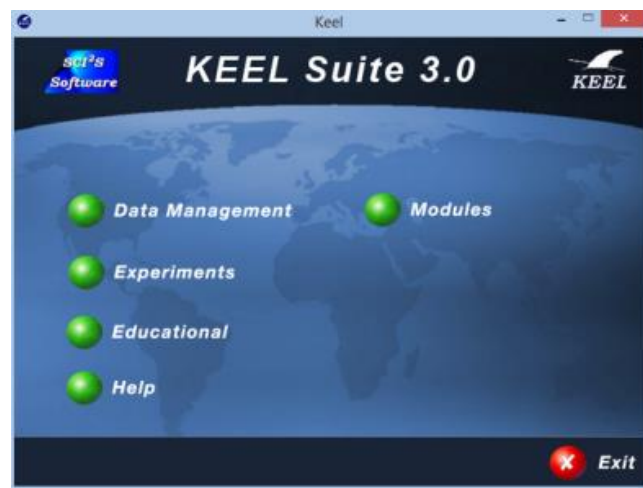 Keel
SCI²S
Software
KEEL Suite 3.0
KEEL
Data Management
Modules
Experiments
Educational
Help
Exit